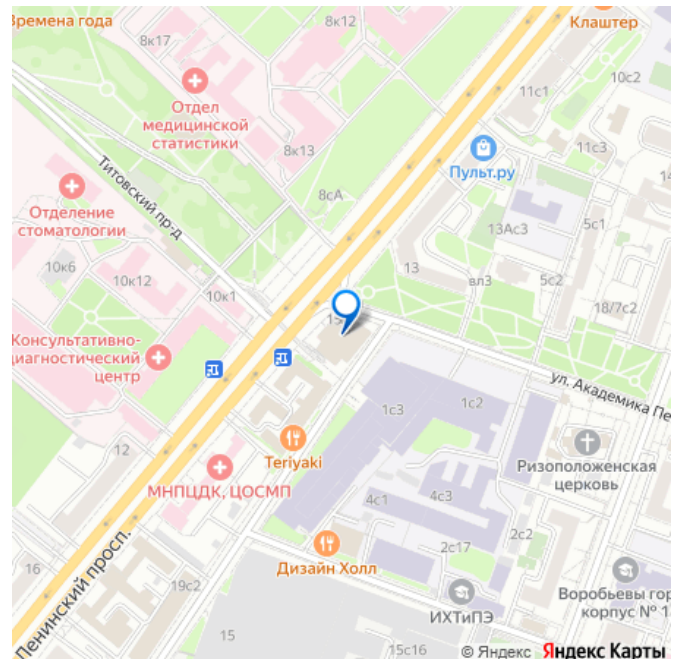 Времена года
8к17
8к12
Клаштер
Отдел
медицинской
статистики
10с2
11с1
8к13
11с3
Пульт.ру
Титовский пр-д
8сА
Отделение
стоматологии
13Ас3
5с1
10к6
10к12
10к1
13
вл3
5с2
18/7с2
Консультативно-
диагностический
центр
ул. Академика Пе
1с3
1с2
12
Teriyaki
МНПЦДК, ЦОСМП
Ризоположенская
церковь
4с1
4с3
2с2
2с17
Ленинский просп.
16
19с2
Дизайн Холл
ИХТиПЭ
Воробьевы гор
корпус № 1
15
15с16
© Яндекс Яндекс Карты